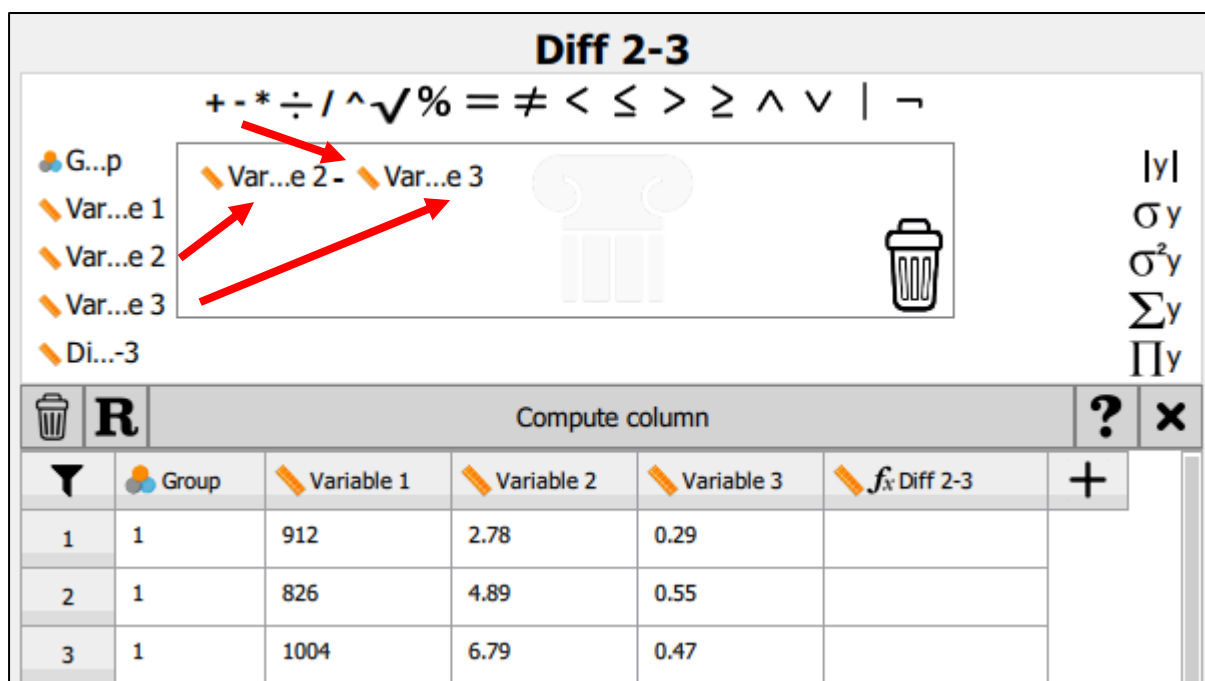 Diff 2-3
+ - * ÷ / ^ √ % = ≠ < ≤ > ≥ ∧ ∨ | ¬
G...p
Var...e 1
Var...e 2
Var...e 3
Di...-3
Var...e 2 - Var...e 3
|y|
σ y
σ²y
∑y
∏y
R Compute column ? ×
Group Variable 1 Variable 2 Variable 3 fx Diff 2-3 +
1 1 912 2.78 0.29
2 1 826 4.89 0.55
3 1 1004 6.79 0.47